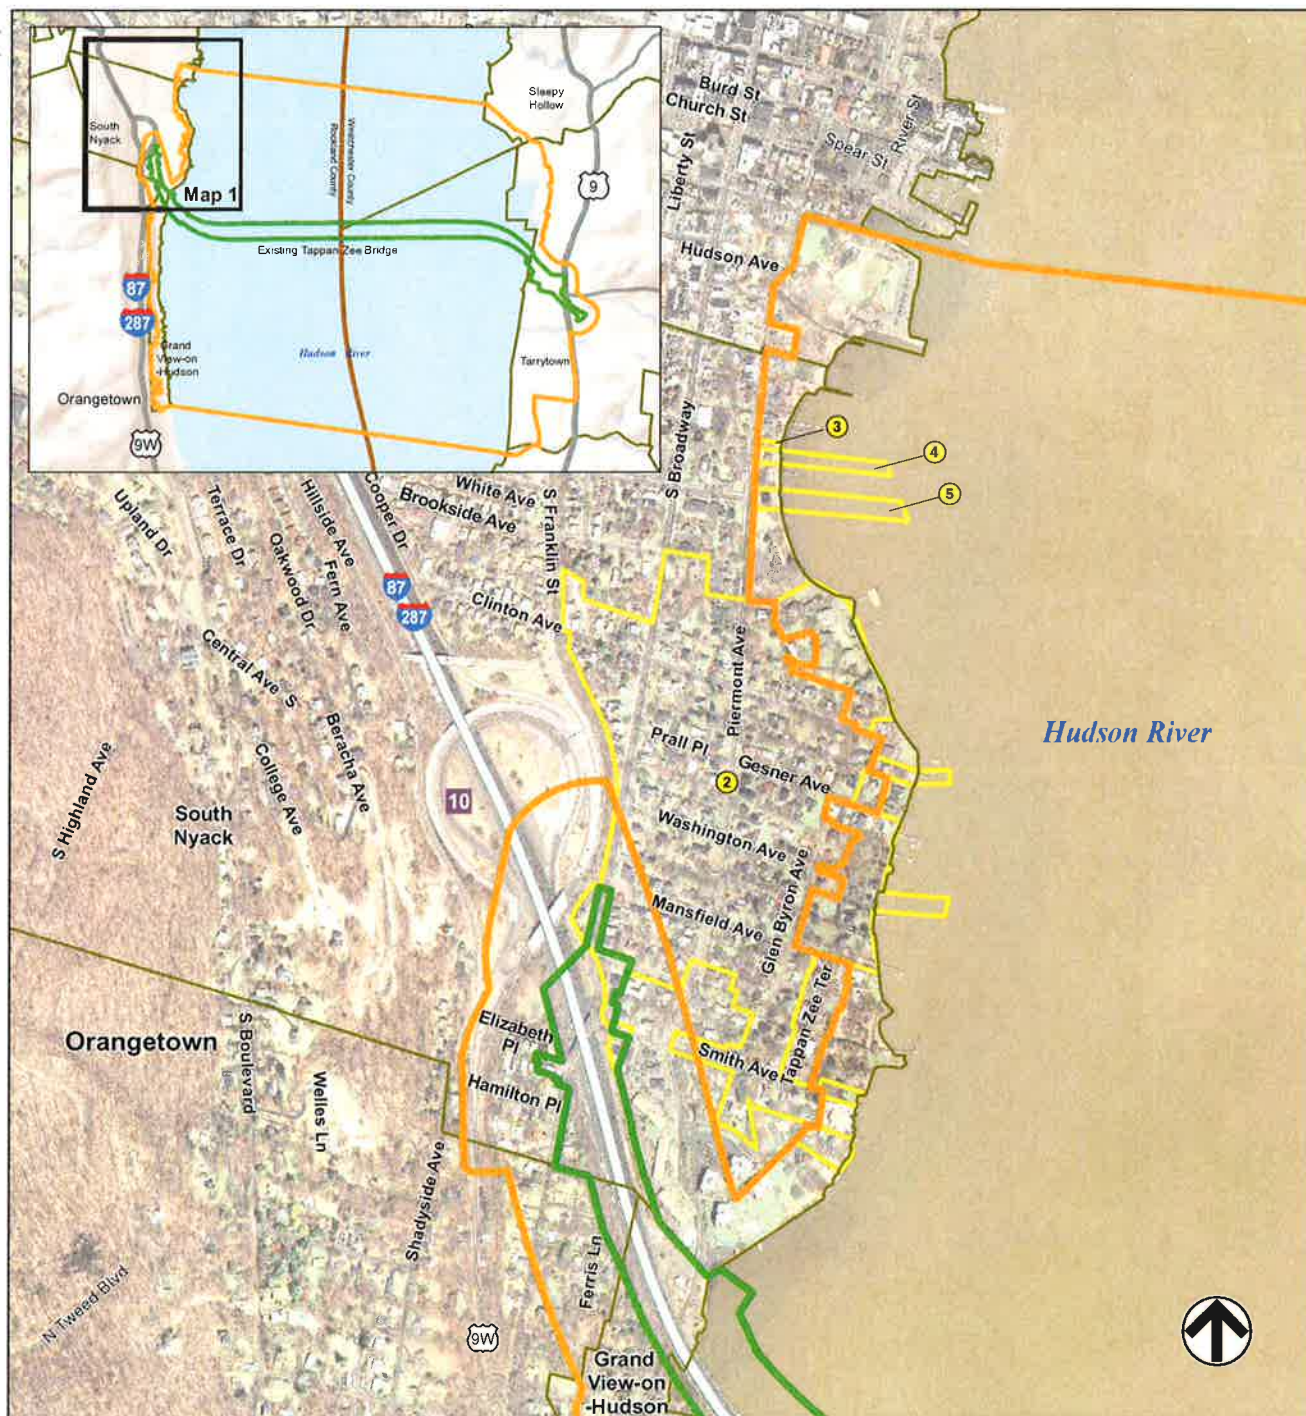 Sleepy
Hollow
South
Nyack
Westchester County
Rockland County
9
Map 1
Existing Tappan Zee Bridge
87
287
Grand
View-on
-Hudson
Hudson River
Tarrytown
Orangetown
9W
Burd St
Church St
River St
Spear St
Liberty St
Hudson Ave
S Broadway
3
4
5
White Ave
Brookside Ave
S Franklin St
Cooper Dr
Hillside Ave
Terrace Dr
Upland Dr
Oakwood Dr
Fern Ave
87
287
Clinton Ave
Central Ave S
Piermont Ave
Beracha Ave
College Ave
S Highland Ave
Prall Pl
Gesner Ave
Hudson River
2
10
South
Nyack
Washington Ave
Glen Byron Ave
Mansfield Ave
Tappan Zee Ter
Elizabeth
Pl
Orangetown
S Boulevard
Smith Ave
Hamilton Pl
Welles Ln
Shadyside Ave
Ferris Ln
N Tweed Blvd
9W
Grand
View-on
-Hudson